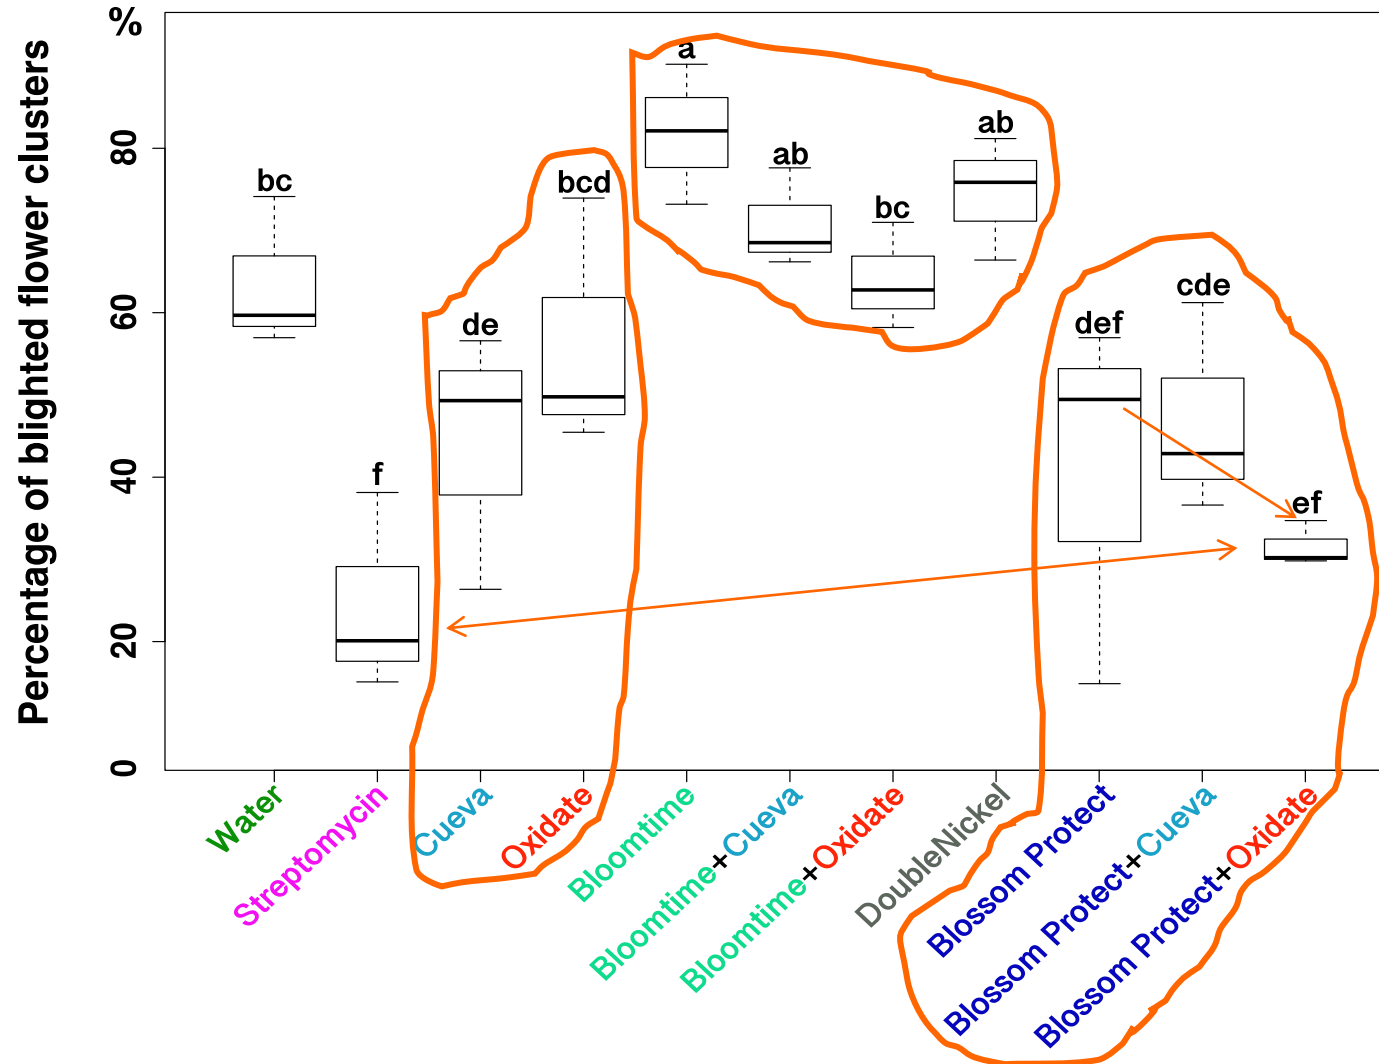 %
Percentage of blighted flower clusters
80
60
40
20
0
bc
f
de
bcd
a
ab
bc
ab
def
cde
ef
Water
Streptomycin
Cueva
Oxidate
Bloomtime
Bloomtime+Cueva
Bloomtime+Oxidate
DoubleNickel
Blossom Protect
Blossom Protect+Cueva
Blossom Protect+Oxidate